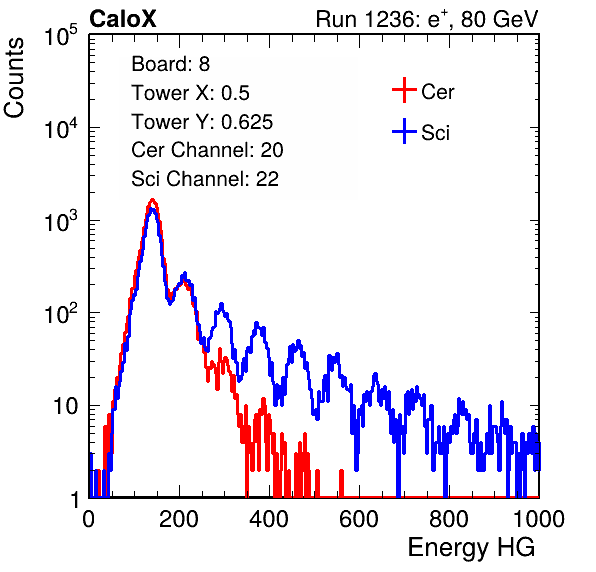 CaloX Run 1236: e⁺, 80 GeV
Counts
10⁵
10⁴
10³
10²
10
1
Board: 8
Tower X: 0.5
Tower Y: 0.625
Cer Channel: 20
Sci Channel: 22
Cer
Sci
0 200 400 600 800 1000
Energy HG